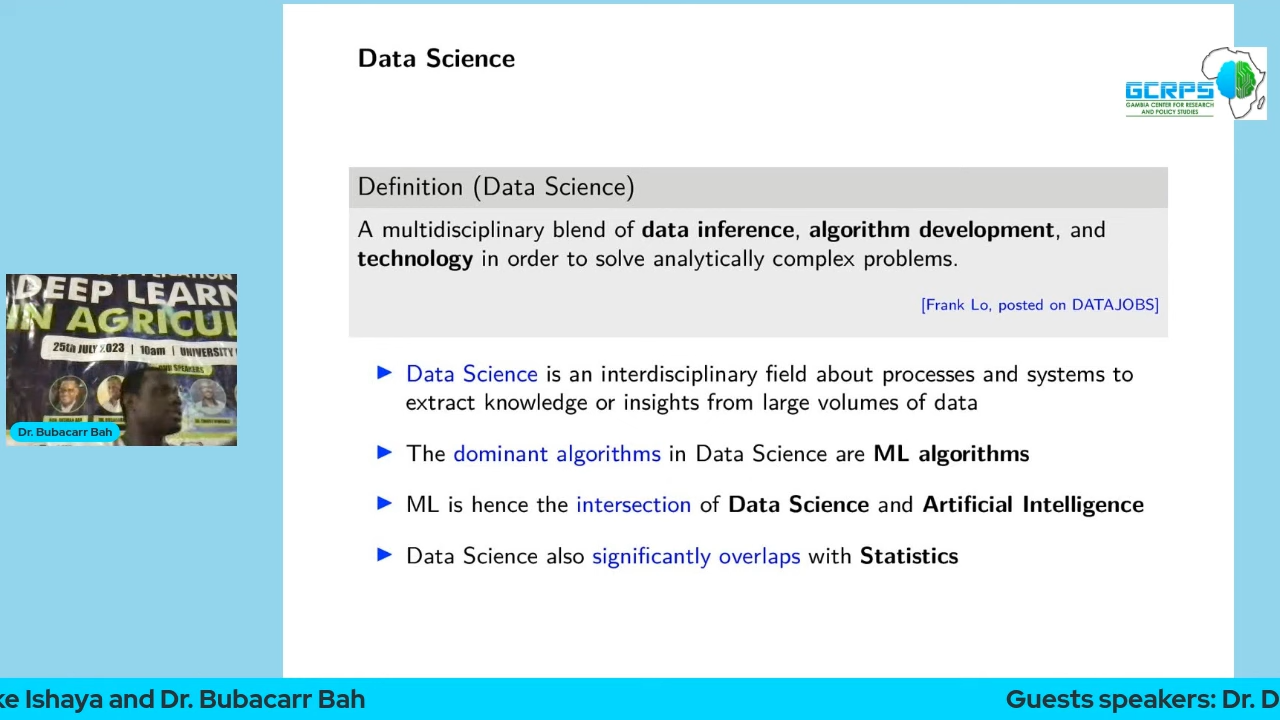 Data Science
GCRPS
GAMBIA CENTER FOR RESEARCH
AND POLICY STUDIES
Definition (Data Science)
A multidisciplinary blend of data inference, algorithm development, and
technology in order to solve analytically complex problems.
[Frank Lo, posted on DATAJOBS]
▶ Data Science is an interdisciplinary field about processes and systems to
extract knowledge or insights from large volumes of data
▶ The dominant algorithms in Data Science are ML algorithms
▶ ML is hence the intersection of Data Science and Artificial Intelligence
▶ Data Science also significantly overlaps with Statistics
DEEP LEARN
IN AGRICUL
25th JULY 2023 | 10am | UNIVERSITY
SPEAKERS
Dr. Bubacarr Bah
ke Ishaya and Dr. Bubacarr Bah
Guests speakers: Dr. D